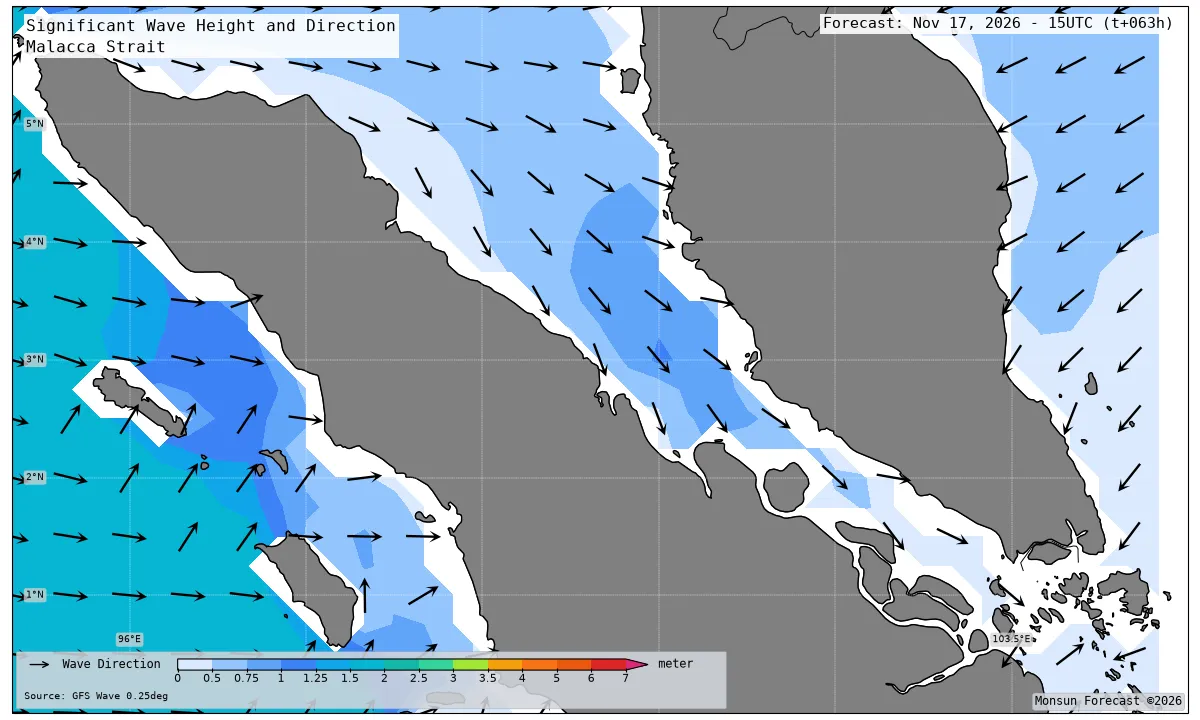 Significant Wave Height and Direction
Malacca Strait
Forecast: Nov 17, 2026 - 15UTC (t+063h)
5°N
4°N
3°N
2°N
1°N
96°E
103.5°E
Wave Direction
meter
0 0.5 0.75 1 1.25 1.5 2 2.5 3 3.5 4 5 6 7
Source: GFS Wave 0.25deg
Monsun Forecast ©2026